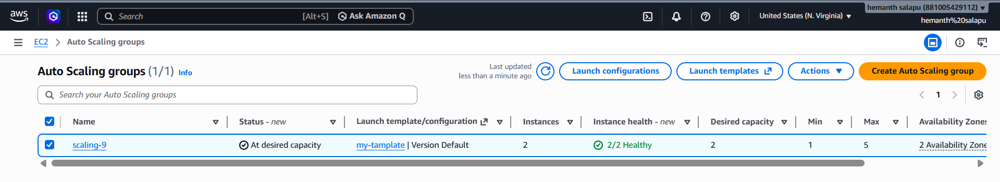 aws
Search [Alt+S] Ask Amazon Q
United States (N. Virginia)
hemanth salapu (881005429112)
hemanth%20salapu
EC2 Auto Scaling groups
Auto Scaling groups (1/1) Info
Last updated
less than a minute ago
Launch configurations Launch templates Actions Create Auto Scaling group
Search your Auto Scaling groups
1
Name Status - new Launch template/configuration Instances Instance health - new Desired capacity Min Max Availability Zones
scaling-9 At desired capacity my-tamplate | Version Default 2 2/2 Healthy 2 1 5 2 Availability Zone